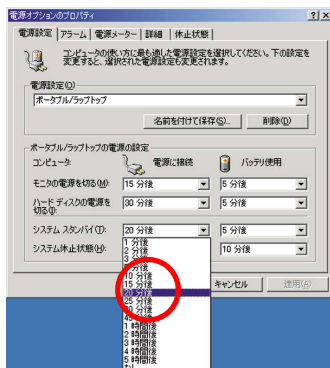 電源オプションのプロパティ
電源設定 アラーム 電源メーター 詳細 休止状態
コンピュータの使い方に最も適した電源設定を選択してください。下の設定を
変更すると、選択された電源設定も変更されます。
電源設定(O)
ポータブル/ラップトップ
名前を付けて保存(S)... 削除(D)
ポータブル/ラップトップの電源の設定
コンピュータ: 電源に接続 バッテリ使用
モニタの電源を切る(M): 15 分後 5 分後
ハード ディスクの電源を
切る(I): 30 分後 5 分後
システム スタンバイ(T): 20 分後 5 分後
システム休止状態(H): 10 分後
1 分後
2 分後
3 分後
5 分後
10 分後
15 分後
20 分後
25 分後
30 分後
45 分後
1 時間後
2 時間後
3 時間後
4 時間後
5 時間後
なし
キャンセル 適用(A)